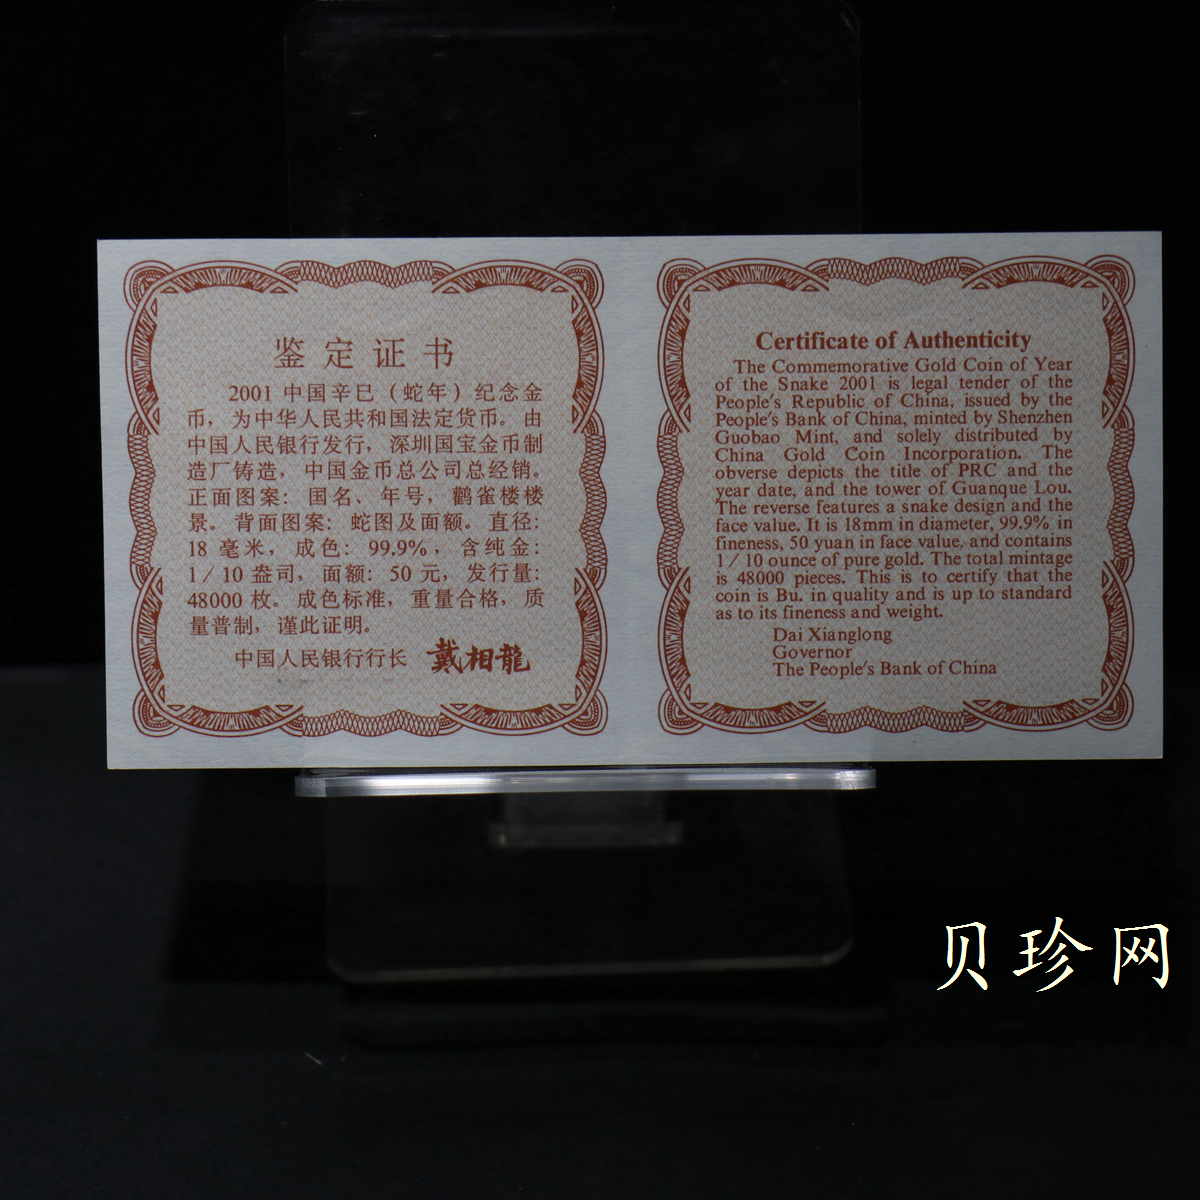 鉴定证书
2001 中国辛巳（蛇年）纪念金
币，为中华人民共和国法定货币。由
中国人民银行发行，深圳国宝金币制
造厂铸造，中国金币总公司总经销。
正面图案：国名、年号，鹳雀楼楼
景。背面图案：蛇图及面额。直径：
18 毫米，成色：99.9%，含纯金：
1/10 盎司，面额：50 元，发行量：
48000 枚。成色标准，重量合格，质
量普制，谨此证明。
中国人民银行行长 戴相龍
Certificate of Authenticity
The Commemorative Gold Coin of Year
of the Snake 2001 is legal tender of the
People's Republic of China, issued by the
People's Bank of China, minted by Shenzhen
Guobao Mint, and solely distributed by
China Gold Coin Incorporation. The
obverse depicts the title of PRC and the
year date, and the tower of Guanque Lou.
The reverse features a snake design and the
face value. It is 18mm in diameter, 99.9% in
fineness, 50 yuan in face value, and contains
1/10 ounce of pure gold. The total mintage
is 48000 pieces. This is to certify that the
coin is Bu. in quality and is up to standard
as to its fineness and weight.
Dai Xianglong
Governor
The People's Bank of China
贝珍网